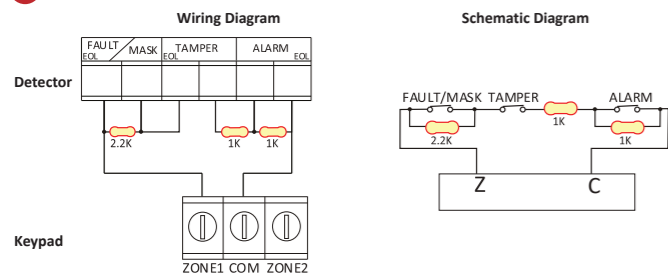 Wiring Diagram
Schematic Diagram
FAULT MASK TAMPER ALARM
EOL EOL EOL
Detector
2.2K 1K 1K
FAULT/MASK TAMPER ALARM
1K
2.2K 1K
Z C
Keypad
ZONE1 COM ZONE2